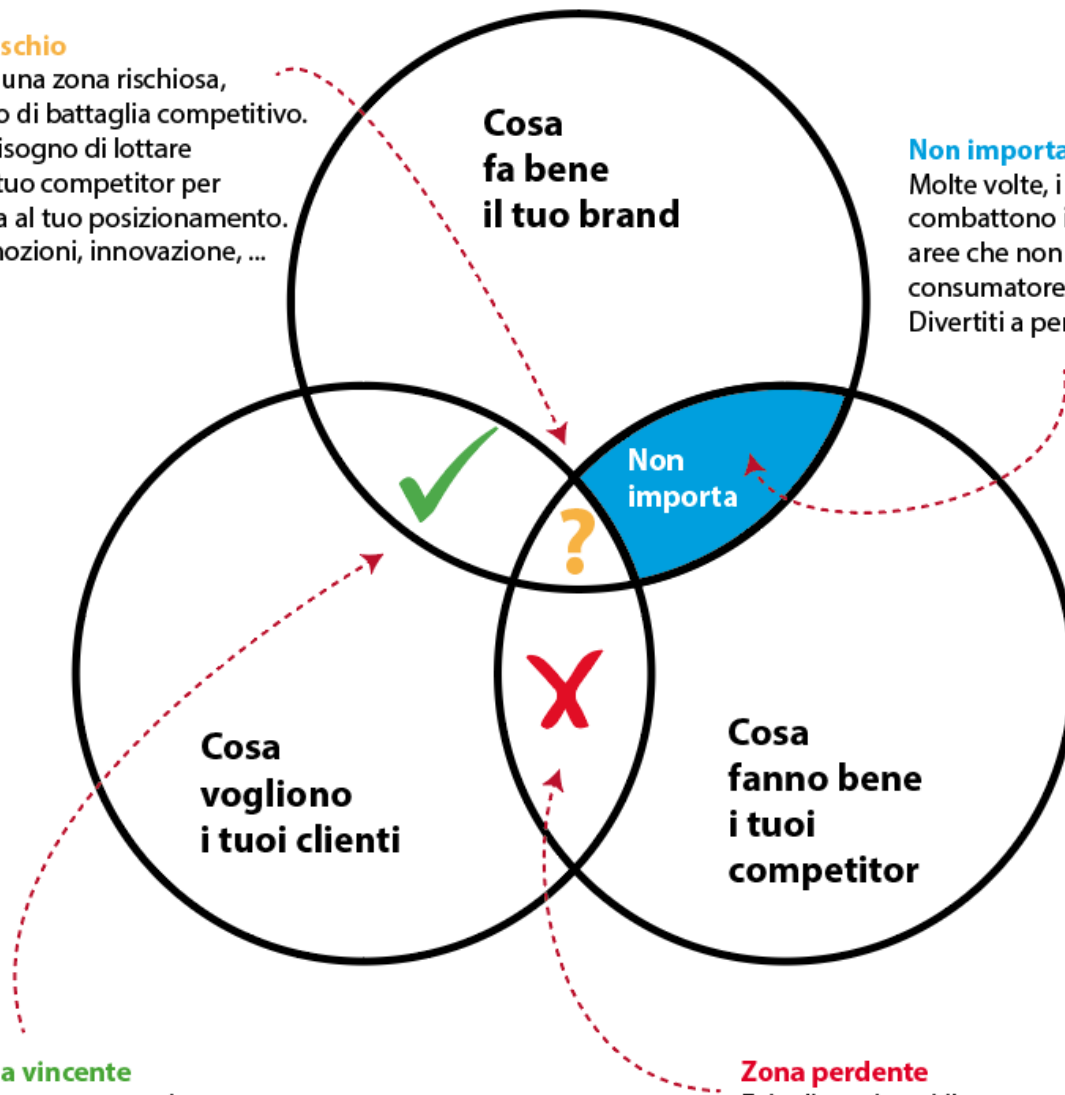 schio
una zona rischiosa,
o di battaglia competitivo.
isogno di lottare
tuo competitor per
a al tuo posizionamento.
nozioni, innovazione, ...
Cosa
fa bene
il tuo brand
Non importa
Molte volte, i
combattono i
aree che non
consumatore
Divertiti a per
Non
importa
?
Cosa
vogliono
i tuoi clienti
Cosa
fanno bene
i tuoi
competitor
a vincente
Zona perdente